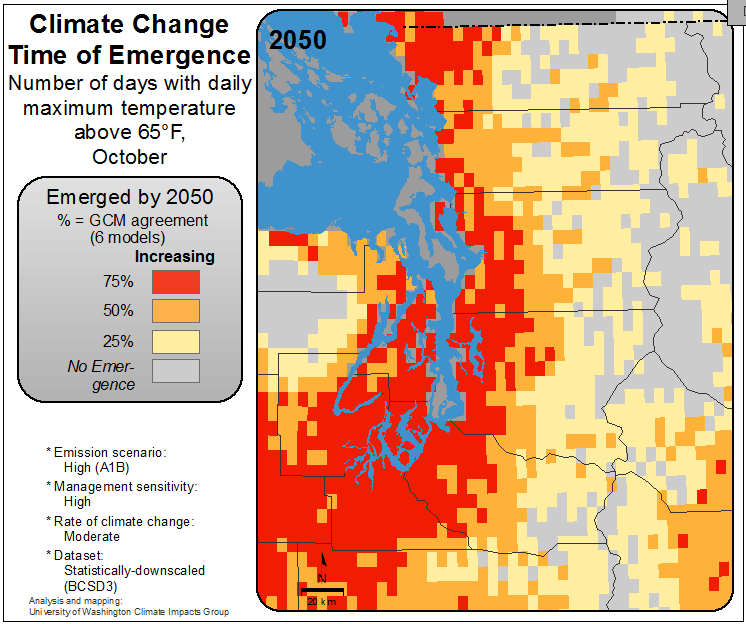 Climate Change
Time of Emergence
Number of days with daily
maximum temperature
above 65°F,
October
2050
Emerged by 2050
% = GCM agreement
(6 models)
Increasing
75%
50%
25%
No Emer-
gence
* Emission scenario:
High (A1B)
* Management sensitivity:
High
* Rate of climate change:
Moderate
* Dataset:
Statistically-downscaled
(BCSD3)
Analysis and mapping:
University of Washington Climate Impacts Group
N
20 km